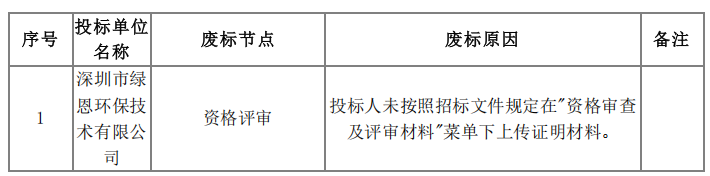 序号
投标单位
名称
废标节点
废标原因
备注
1
深圳市绿
恩环保技
术有限公
司
资格评审
投标人未按照招标文件规定在"资格审查
及评审材料"菜单下上传证明材料。